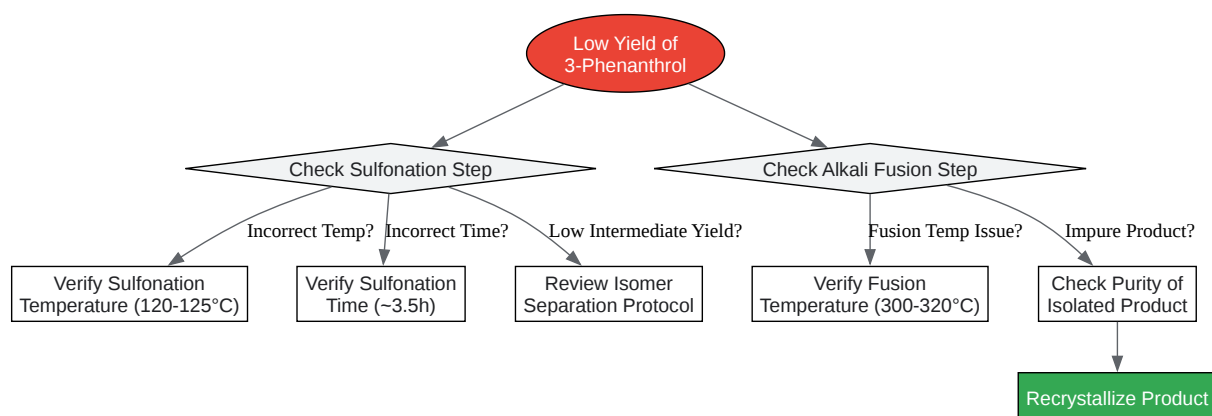 Low Yield of
3-Phenanthrol
Check Sulfonation Step
Check Alkali Fusion Step
Incorrect Temp?
Incorrect Time?
Low Intermediate Yield?
Fusion Temp Issue?
Impure Product?
Verify Sulfonation
Temperature (120-125°C)
Verify Sulfonation
Time (~3.5h)
Review Isomer
Separation Protocol
Verify Fusion
Temperature (300-320°C)
Check Purity of
Isolated Product
Recrystallize Product